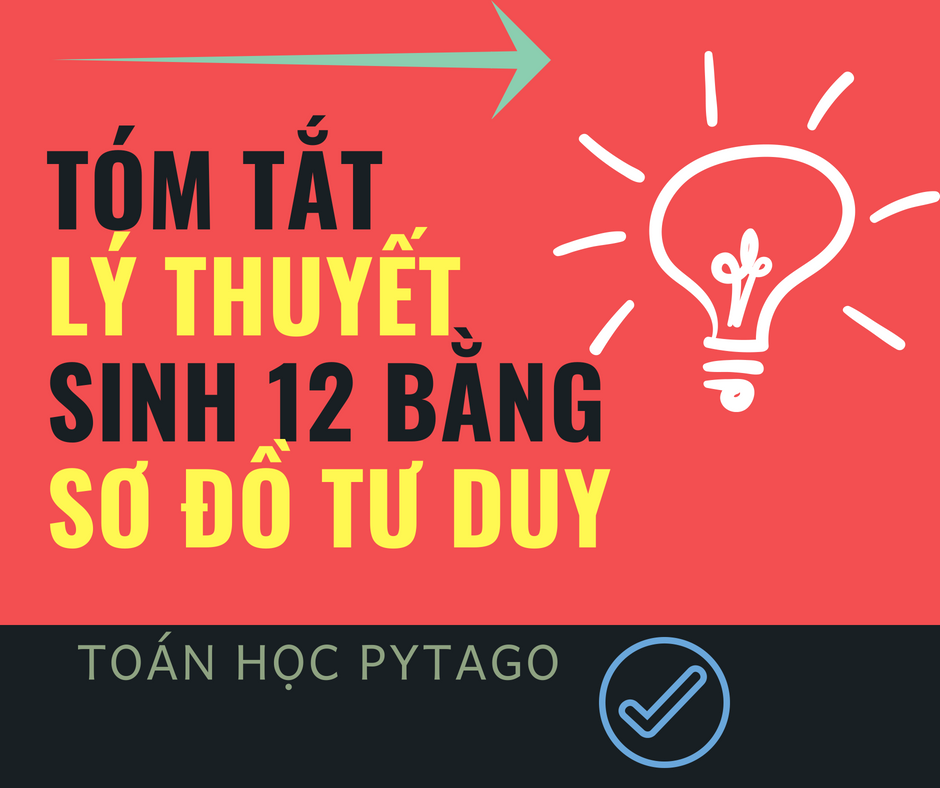 TÓM TẮT
LÝ THUYẾT
SINH 12 BẰNG
SƠ ĐỒ TƯ DUY
TOÁN HỌC PYTAGO